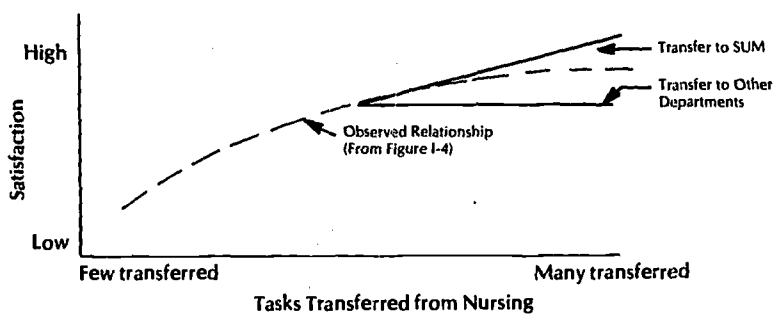 High
Transfer to SUM
Transfer to Other
Departments
Observed Relationship
(From Figure I-4)
Satisfaction
Low
Few transferred
Many transferred
Tasks Transferred from Nursing